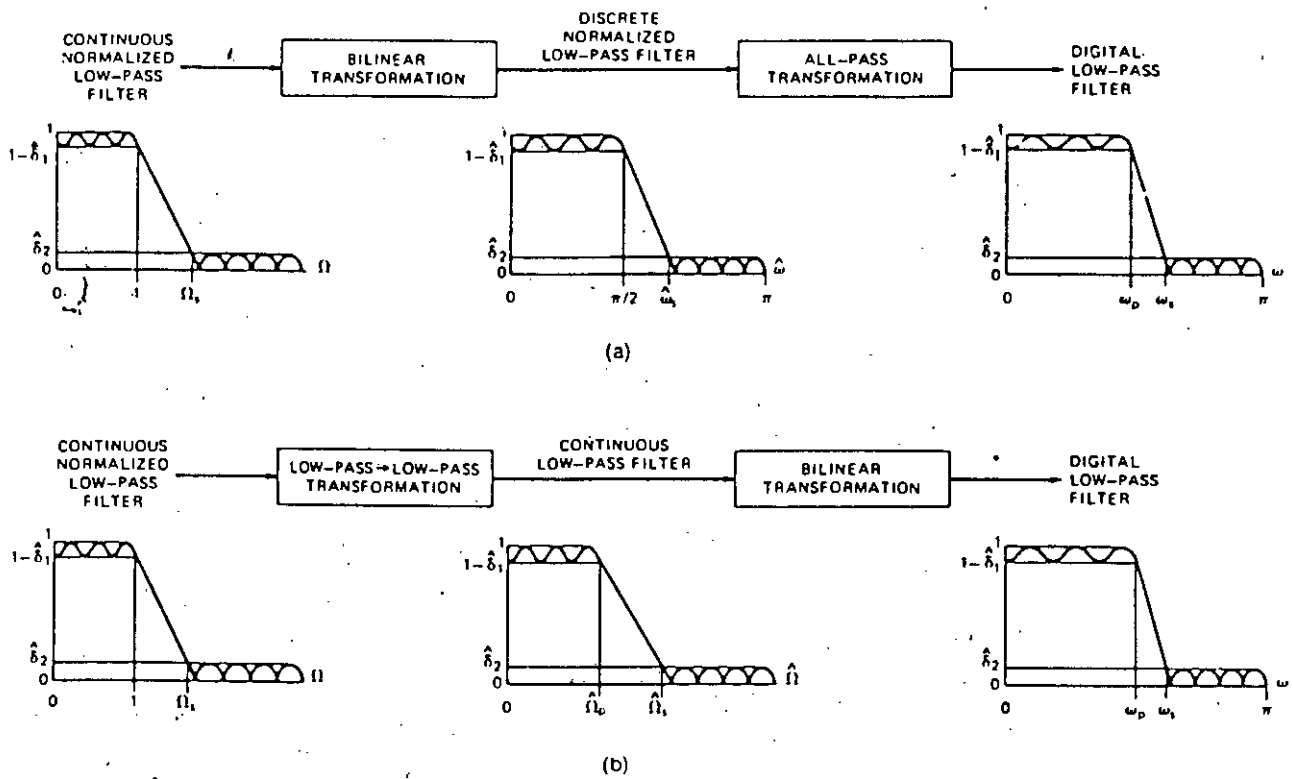 CONTINUOUS
NORMALIZED
LOW-PASS
FILTER
BILINEAR
TRANSFORMATION
DISCRETE
NORMALIZED
LOW-PASS FILTER
ALL-PASS
TRANSFORMATION
DIGITAL
LOW-PASS
FILTER
1
1-δ̂₁
δ̂₂
0
0 1 Ωₛ
Ω
1
1-δ̂₁
δ̂₂
0
0 π/2 ω̂ₛ π
ω̂
1
1-δ̂₁
δ̂₂
0
0 ωₚ ωₛ π
ω
(a)
CONTINUOUS
NORMALIZED
LOW-PASS
FILTER
LOW-PASS→LOW-PASS
TRANSFORMATION
CONTINUOUS
LOW-PASS FILTER
BILINEAR
TRANSFORMATION
DIGITAL
LOW-PASS
FILTER
1
1-δ̂₁
δ̂₂
0
0 1 Ωₛ
Ω
1
1-δ̂₁
δ̂₂
0
0 Ω̂ₚ Ω̂ₛ
Ω̂
1
1-δ̂₁
δ̂₂
0
0 ωₚ ωₛ π
ω
(b)